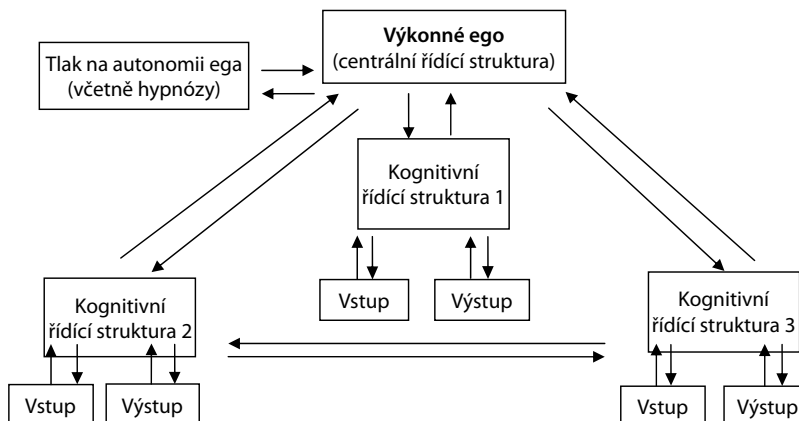 Výkonné ego
(centrální řídící struktura)
Tlak na autonomii ega
(včetně hypnózy)
Kognitivní
řídící struktura 1
Vstup
Výstup
Kognitivní
řídící struktura 2
Kognitivní
řídící struktura 3
Vstup
Výstup
Vstup
Výstup